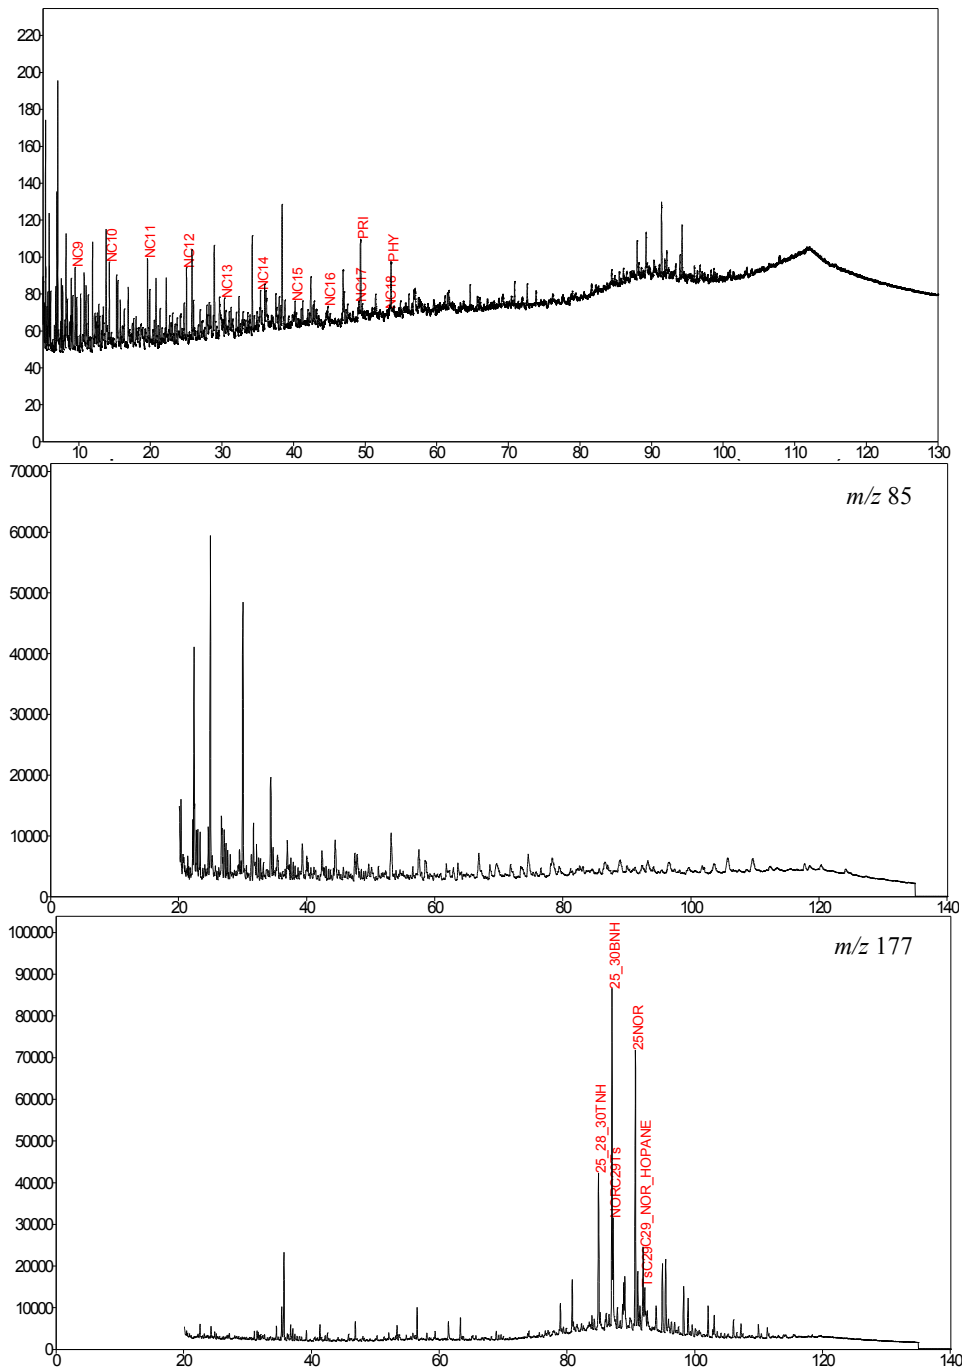 220
200
180
160
140
120
100
80
60
40
20
0
NC9
NC10
NC11
NC12
NC13
NC14
NC15
NC16
NC17
PRI
NC18
PHY
10 20 30 40 50 60 70 80 90 100 110 120 130
m/z 85
70000
60000
50000
40000
30000
20000
10000
0
0 20 40 60 80 100 120 140
m/z 177
100000
90000
80000
70000
60000
50000
40000
30000
20000
10000
0
25_28_30TNH
25_30BNH
NORC29Ts
25NOR
TsC29C29_NOR_HOPANE
0 20 40 60 80 100 120 140